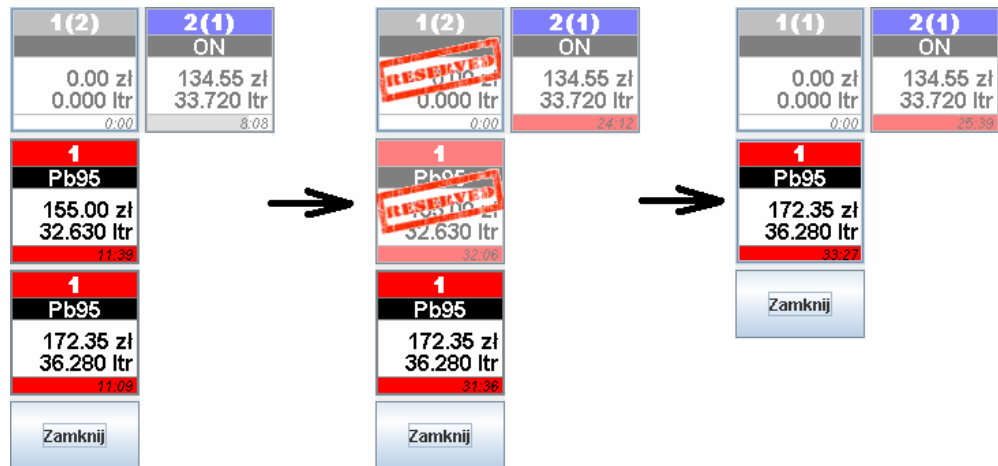 1(2)
0.00 zł
0.000 ltr
0:00
2(1)
ON
134.55 zł
33.720 ltr
8:08
1
Pb95
155.00 zł
32.630 ltr
11:39
1
Pb95
172.35 zł
36.280 ltr
11:09
Zamknij
1(2)
RESERVED
0.00 zł
0.000 ltr
0:00
2(1)
ON
134.55 zł
33.720 ltr
24:12
1
Pb95
RESERVED
zł
32.630 ltr
32:06
1
Pb95
172.35 zł
36.280 ltr
31:36
Zamknij
1(1)
0.00 zł
0.000 ltr
0:00
2(1)
ON
134.55 zł
33.720 ltr
25:39
1
Pb95
172.35 zł
36.280 ltr
33:27
Zamknij